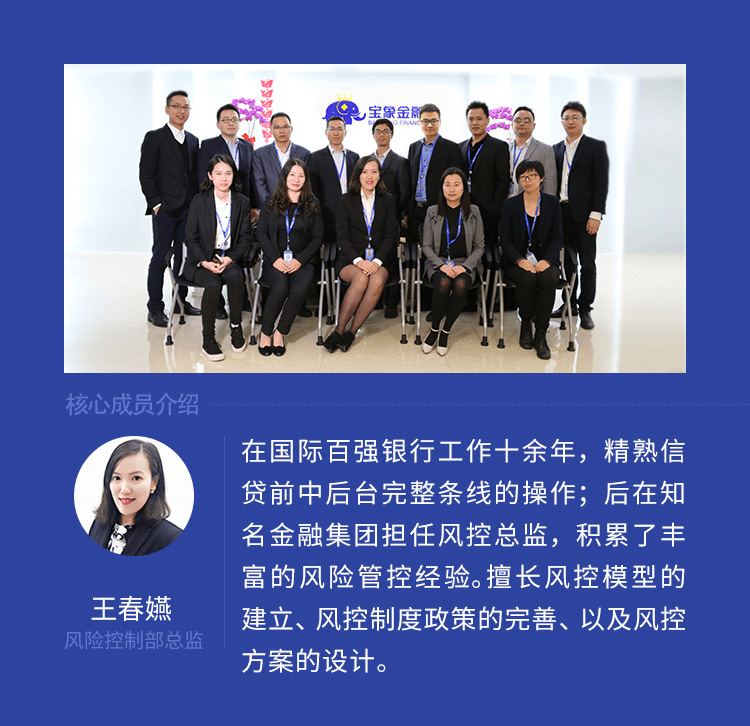 宝象金融
核心成员介绍
在国际百强银行工作十余年，精熟信
贷前中后台完整条线的操作；后在知
名金融集团担任风控总监，积累了丰
富的风险管控经验。擅长风控模型的
建立、风控制度政策的完善、以及风控
方案的设计。
王春嬿
风险控制部总监